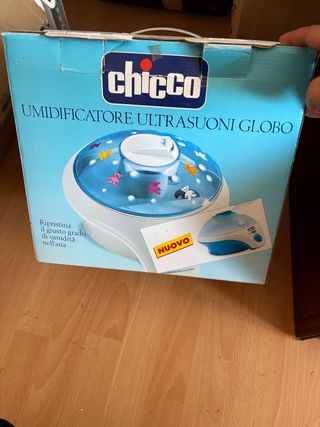 chicco
UMIDIFICATORE ULTRASUONI GLOBO
Ripristina
il giusto grado
di umidità
nell'aria
NUOVO